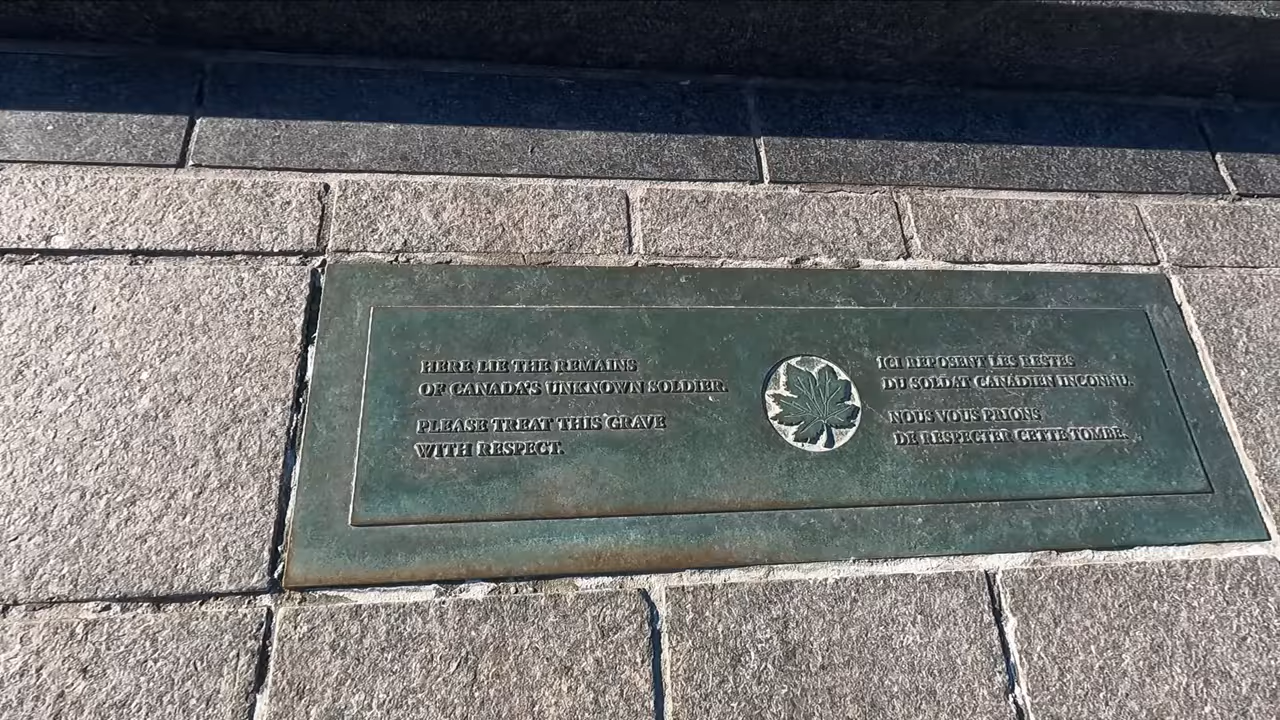 HERE LIE THE REMAINS
OF CANADA'S UNKNOWN SOLDIER.
PLEASE TREAT THIS GRAVE
WITH RESPECT.
ICI REPOSENT LES RESTES
DU SOLDAT CANADIEN INCONNU.
NOUS VOUS PRIONS
DE RESPECTER CETTE TOMBE.